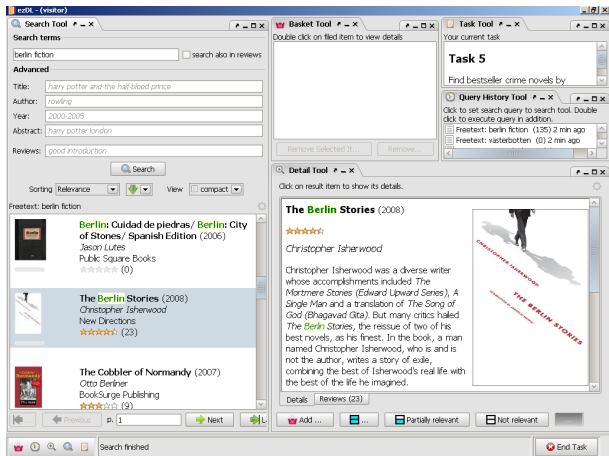 ezDL - (visitor)
Search Tool
Search terms
berlin fiction
search also in reviews
Advanced
Title: harry potter and the half-blood prince
Author: rowling
Year: 2000-2005
Abstract: harry potter london
Reviews: good introduction
Search
Sorting Relevance View compact
Freetext: berlin fiction
Berlin: Cuidad de piedras/ Berlin: City
of Stones/ Spanish Edition (2006)
Jason Lutes
Public Square Books
(0)
The Berlin Stories (2008)
Christopher Isherwood
New Directions
(23)
The Cobbler of Normandy (2007)
Otto Berliner
BookSurge Publishing
(9)
Previous p. 1 Next L
Search finished
Basket Tool
Double click on filed item to view details
Remove Selected It... Remove...
Task Tool
Your current task
Task 5
Find bestseller crime novels by
Query History Tool
Click to set search query to search tool. Double
click to execute query in addition.
Freetext: berlin fiction (135) 2 min ago
Freetext: västerbotten (0) 2 min ago
Detail Tool
Click on result item to show its details.
The Berlin Stories (2008)
Christopher Isherwood
Christopher Isherwood was a diverse writer
whose accomplishments included The
Mortmere Stories (Edward Upward Series), A
Single Man and a translation of The Song of
God (Bhagavad Gita). But many critics hailed
The Berlin Stories, the reissue of two of his
best novels, as his finest. In the book, a man
named Christopher Isherwood, who is and is
not the author, writes a story of exile,
combining the best of Isherwood's real life with
the best of the life he imagined.
CHRISTOPHER ISHERWOOD
THE BERLIN STORIES
Details Reviews (23)
Add ... ... Partially relevant Not relevant ...
End Task